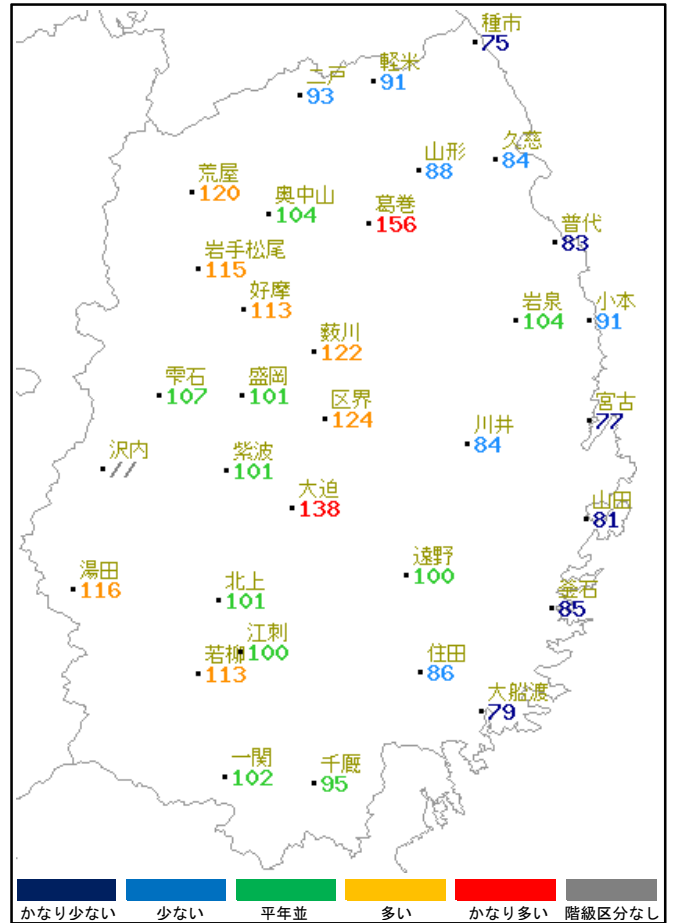 種市
75
軽米
91
二戸
93
久慈
84
山形
88
荒屋
120
奥中山
104
葛巻
156
普代
83
岩手松尾
115
好摩
113
岩泉
104
小本
91
薮川
122
雫石
107
盛岡
101
区界
124
宮古
77
川井
84
沢内
//
紫波
101
大迫
138
山田
81
湯田
116
北上
101
遠野
100
釜石
85
江刺
100
若柳
113
住田
86
大船渡
79
一関
102
千厩
95
かなり少ない 少ない 平年並 多い かなり多い 階級区分なし